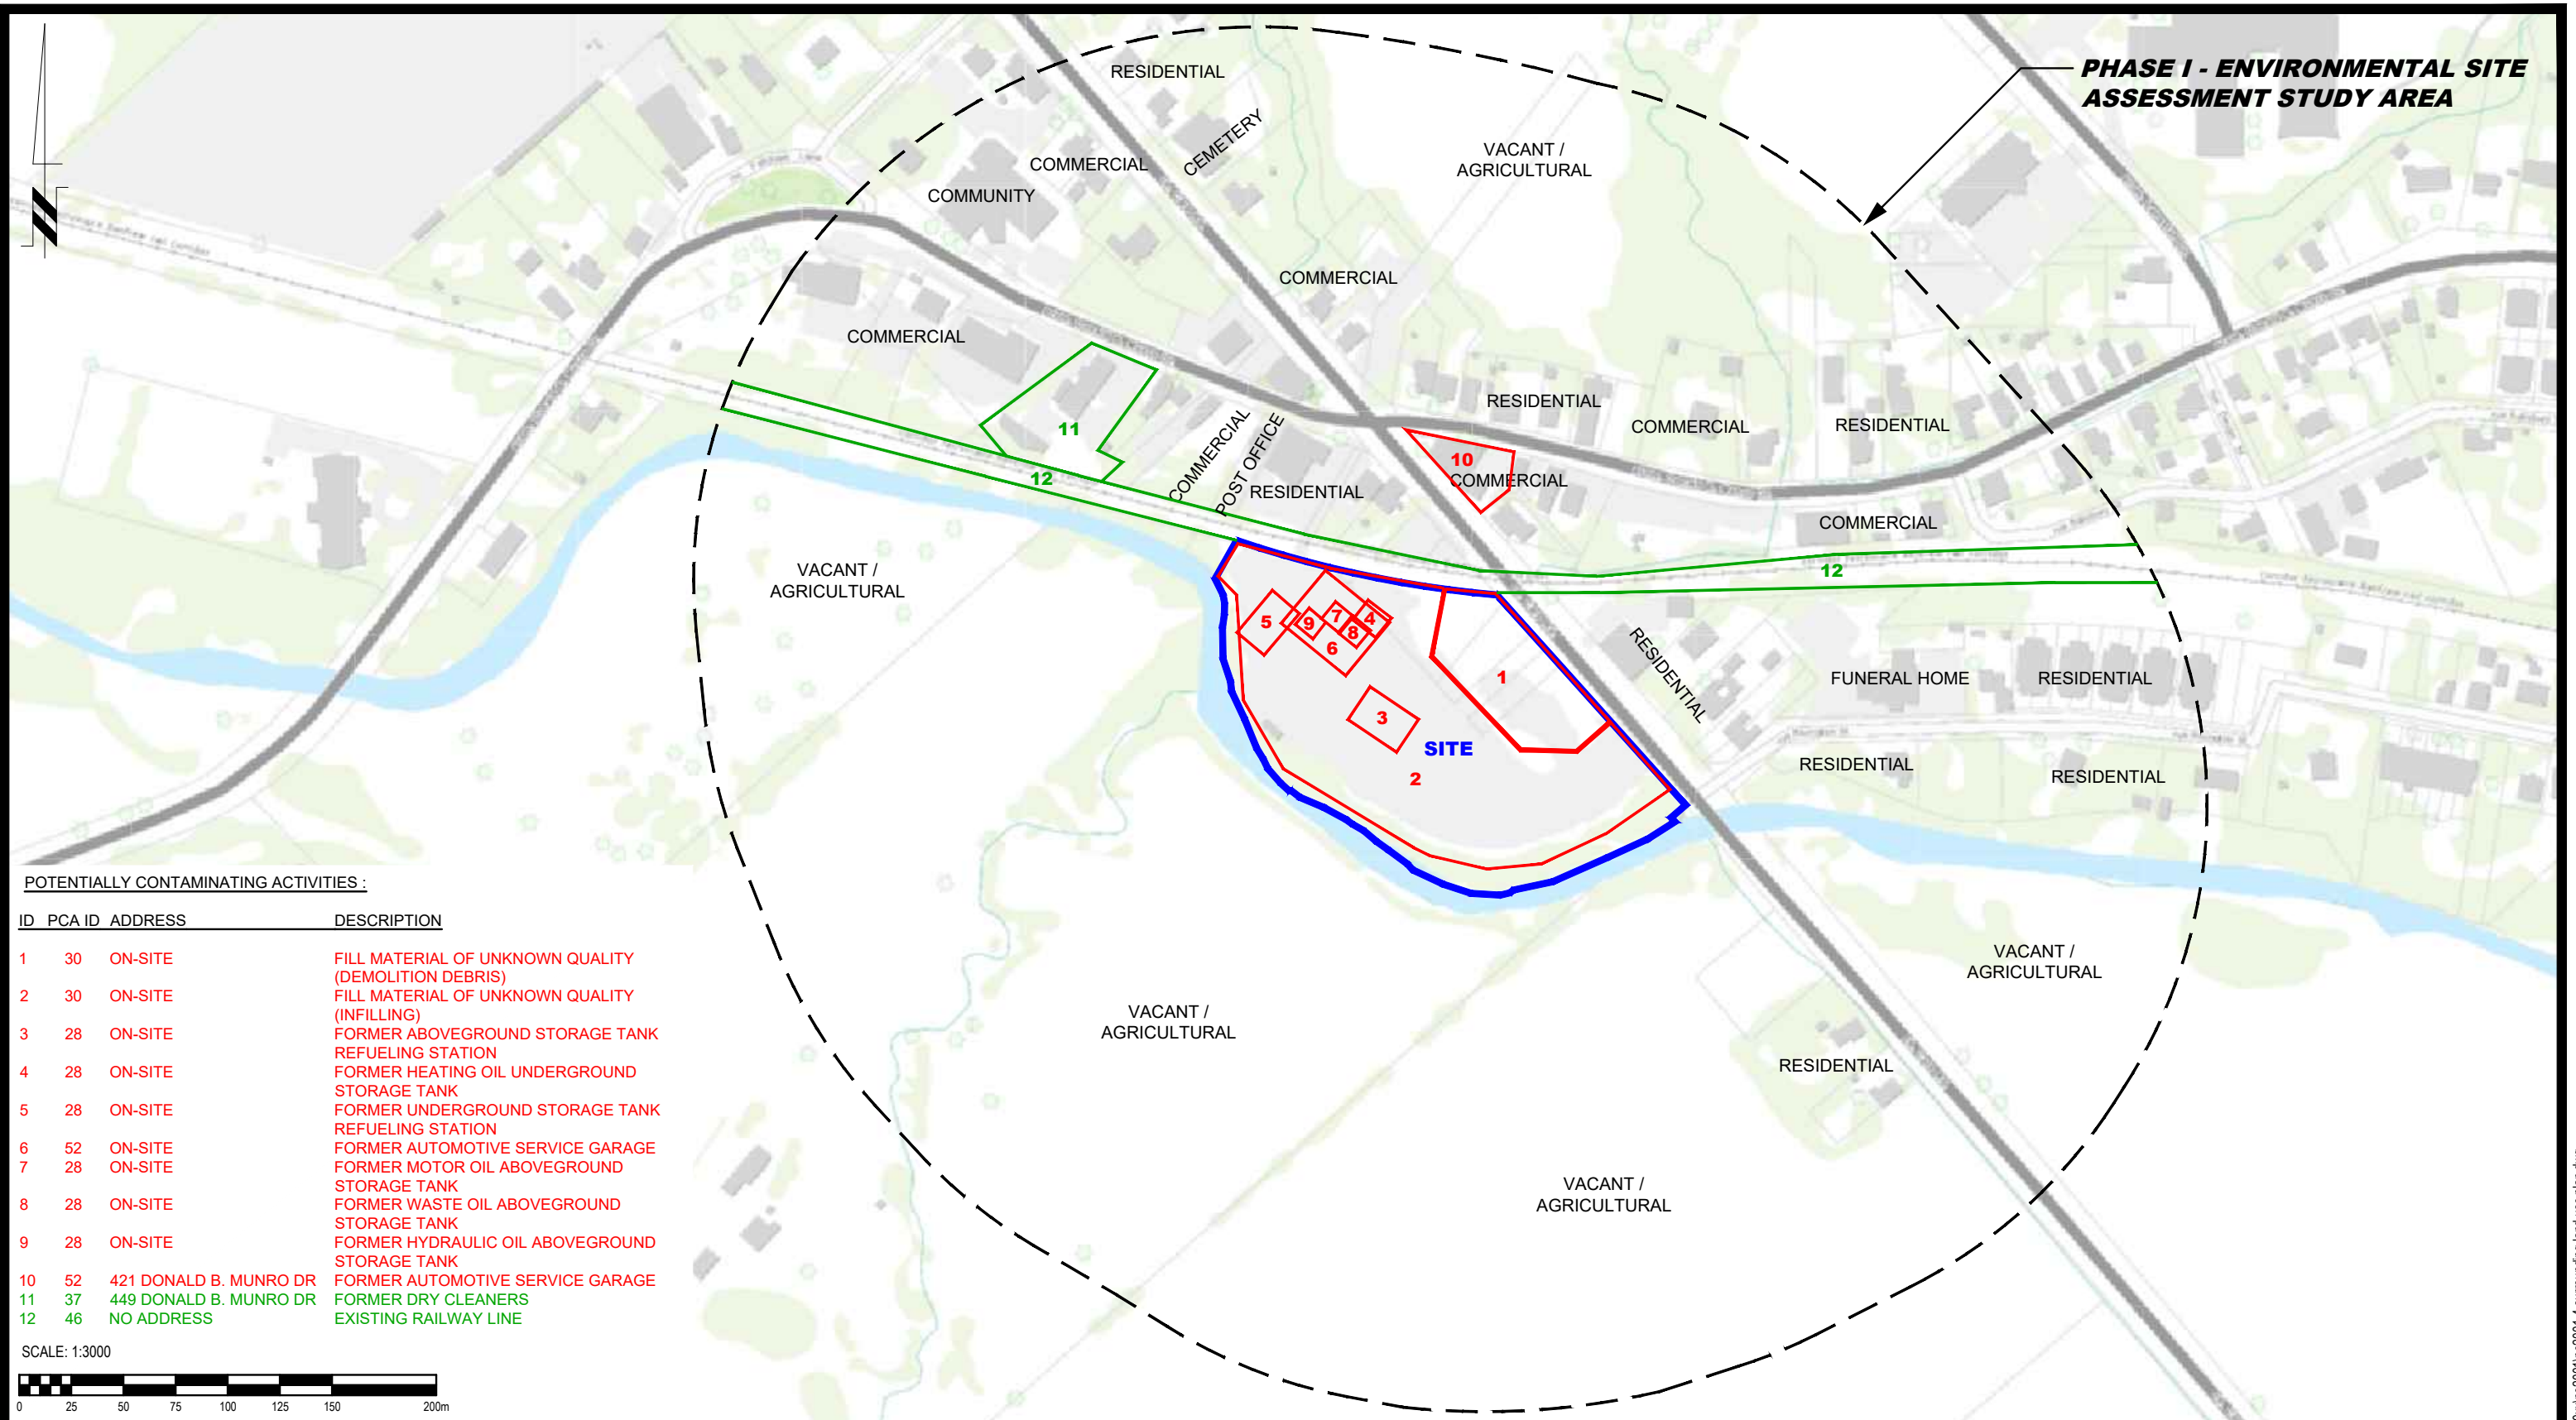 PHASE I - ENVIRONMENTAL SITE
ASSESSMENT STUDY AREA
RESIDENTIAL
CEMETERY
COMMERCIAL
COMMUNITY
VACANT /
AGRICULTURAL
COMMERCIAL
COMMERCIAL
RESIDENTIAL
COMMERCIAL
RESIDENTIAL
11
COMMERCIAL
POST OFFICE
RESIDENTIAL
10
COMMERCIAL
12
COMMERCIAL
12
VACANT /
AGRICULTURAL
5
9
7
4
8
6
1
3
SITE
2
RESIDENTIAL
FUNERAL HOME
RESIDENTIAL
RESIDENTIAL
RESIDENTIAL
VACANT /
AGRICULTURAL
VACANT /
AGRICULTURAL
RESIDENTIAL
VACANT /
AGRICULTURAL
POTENTIALLY CONTAMINATING ACTIVITIES :
ID PCA ID ADDRESS DESCRIPTION
1 30 ON-SITE FILL MATERIAL OF UNKNOWN QUALITY
(DEMOLITION DEBRIS)
2 30 ON-SITE FILL MATERIAL OF UNKNOWN QUALITY
(INFILLING)
3 28 ON-SITE FORMER ABOVEGROUND STORAGE TANK
REFUELING STATION
4 28 ON-SITE FORMER HEATING OIL UNDERGROUND
STORAGE TANK
5 28 ON-SITE FORMER UNDERGROUND STORAGE TANK
REFUELING STATION
6 52 ON-SITE FORMER AUTOMOTIVE SERVICE GARAGE
7 28 ON-SITE FORMER MOTOR OIL ABOVEGROUND
STORAGE TANK
8 28 ON-SITE FORMER WASTE OIL ABOVEGROUND
STORAGE TANK
9 28 ON-SITE FORMER HYDRAULIC OIL ABOVEGROUND
STORAGE TANK
10 52 421 DONALD B. MUNRO DR FORMER AUTOMOTIVE SERVICE GARAGE
11 37 449 DONALD B. MUNRO DR FORMER DRY CLEANERS
12 46 NO ADDRESS EXISTING RAILWAY LINE
SCALE: 1:3000
0 25 50 75 100 125 150 200m